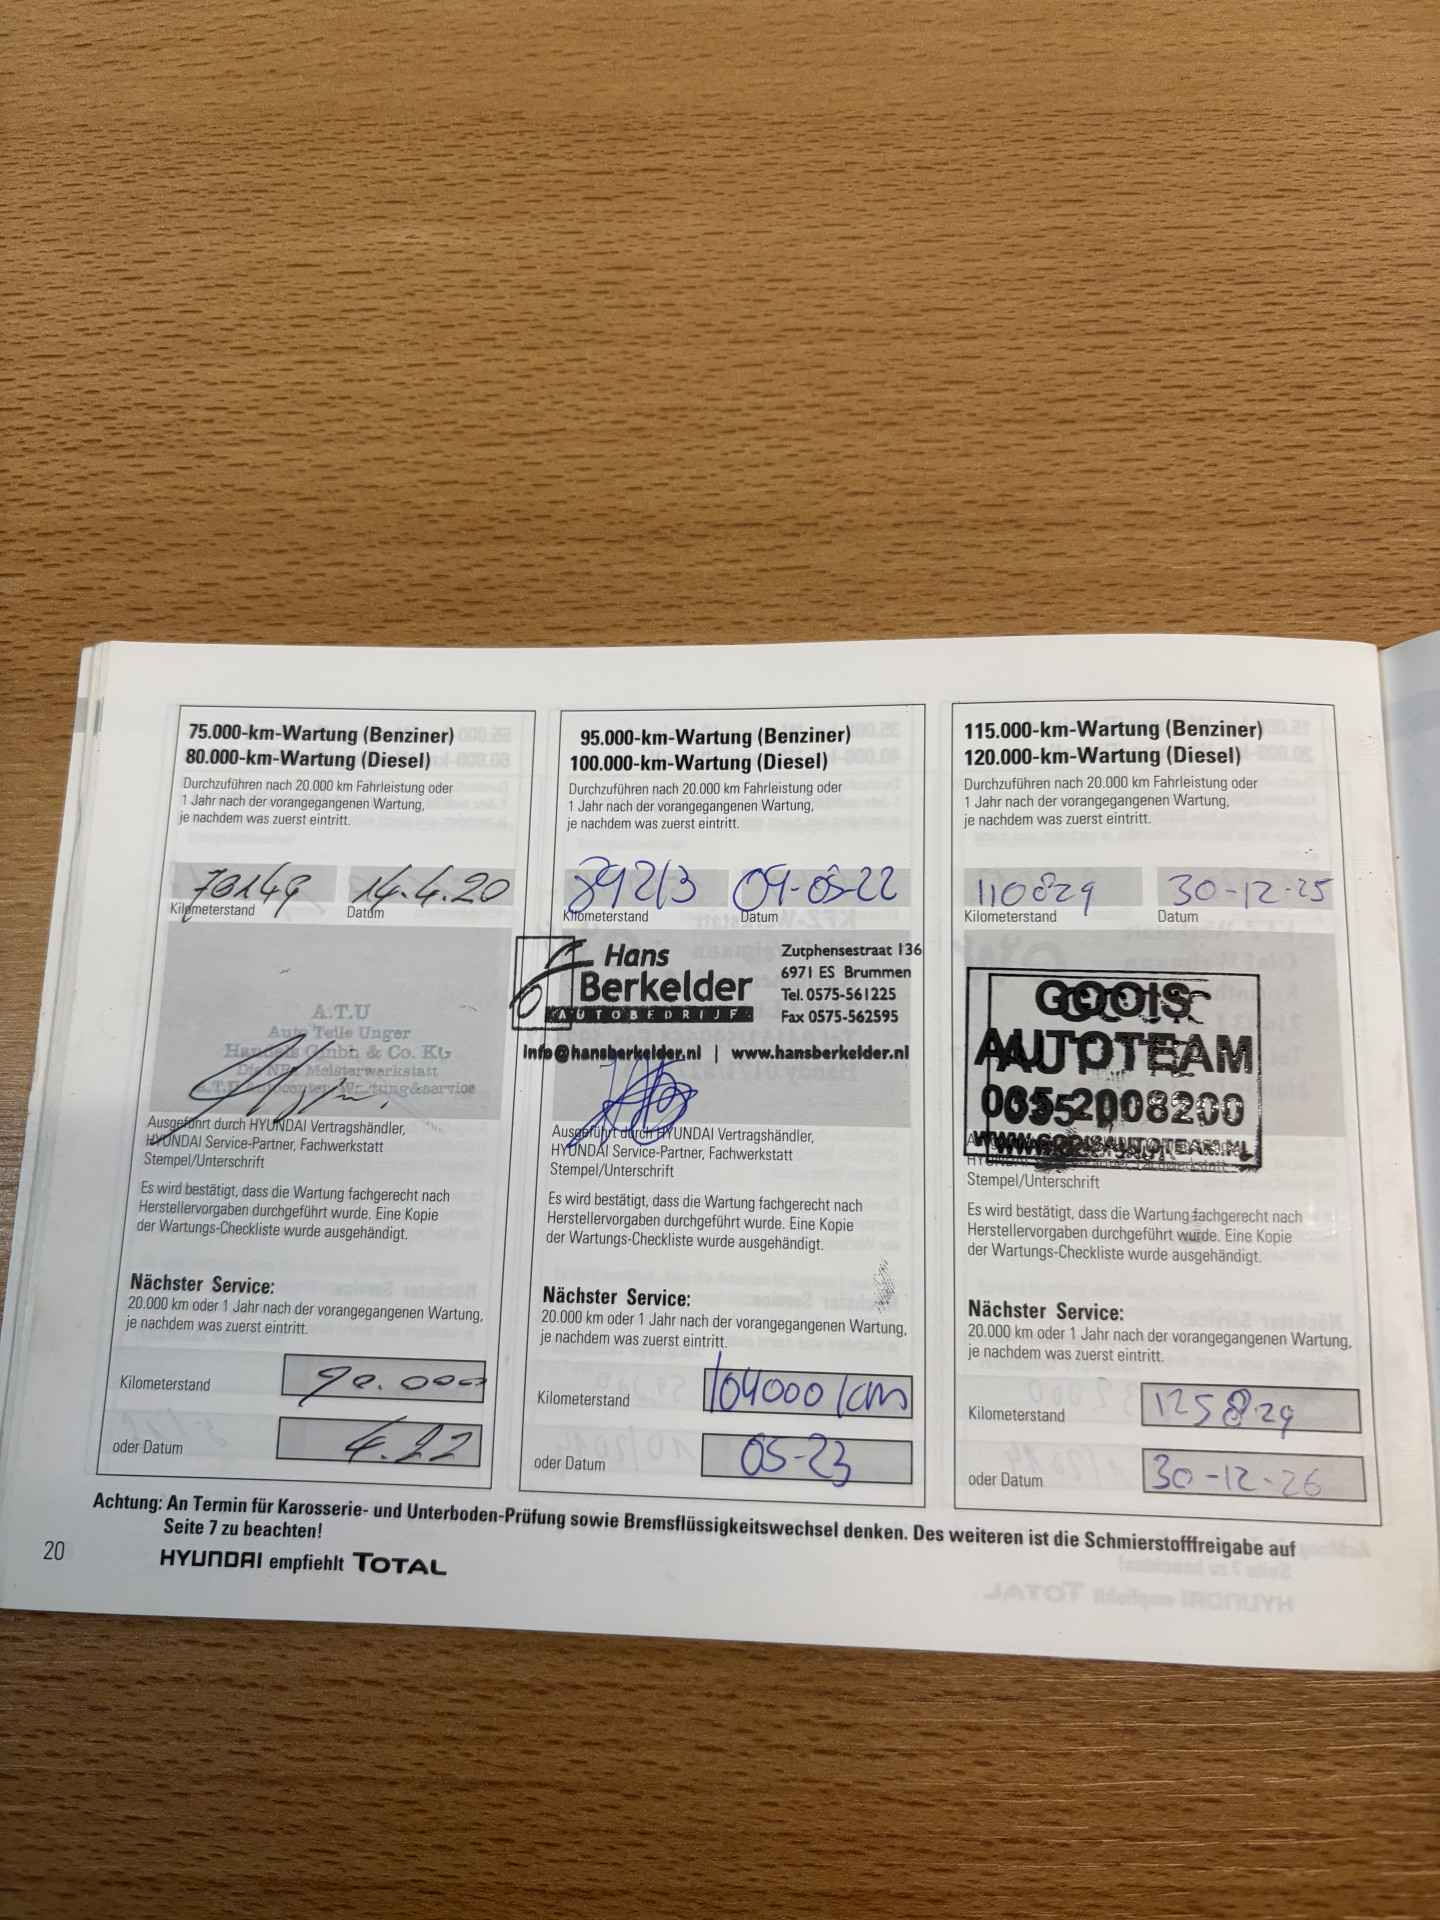 75.000-km-Wartung (Benziner)
80.000-km-Wartung (Diesel)
Durchzuführen nach 20.000 km Fahrleistung oder
1 Jahr nach der vorangegangenen Wartung,
je nachdem was zuerst eintritt.
70149 14.4.20
Kilometerstand Datum
A.T.U
Auto Teile Unger
Handels Gmbh & Co. KG
Die NR. Meisterwerkstatt
Ausgeführt durch HYUNDAI Vertragshändler,
HYUNDAI Service-Partner, Fachwerkstatt
Stempel/Unterschrift
Es wird bestätigt, dass die Wartung fachgerecht nach
Herstellervorgaben durchgeführt wurde. Eine Kopie
der Wartungs-Checkliste wurde ausgehändigt.
Nächster Service:
20.000 km oder 1 Jahr nach der vorangegangenen Wartung,
je nachdem was zuerst eintritt.
Kilometerstand 90.000
oder Datum 4.22
95.000-km-Wartung (Benziner)
100.000-km-Wartung (Diesel)
Durchzuführen nach 20.000 km Fahrleistung oder
1 Jahr nach der vorangegangenen Wartung,
je nachdem was zuerst eintritt.
89213 09-05-22
Kilometerstand Datum
Hans
Berkelder
AUTOBEDRIJF
Zutphensestraat 136
6971 ES Brummen
Tel. 0575-561225
Fax 0575-562595
info@hansberkelder.nl | www.hansberkelder.nl
Ausgeführt durch HYUNDAI Vertragshändler,
HYUNDAI Service-Partner, Fachwerkstatt
Stempel/Unterschrift
Es wird bestätigt, dass die Wartung fachgerecht nach
Herstellervorgaben durchgeführt wurde. Eine Kopie
der Wartungs-Checkliste wurde ausgehändigt.
Nächster Service:
20.000 km oder 1 Jahr nach der vorangegangenen Wartung,
je nachdem was zuerst eintritt.
Kilometerstand 104000 km
oder Datum 05-23
115.000-km-Wartung (Benziner)
120.000-km-Wartung (Diesel)
Durchzuführen nach 20.000 km Fahrleistung oder
1 Jahr nach der vorangegangenen Wartung,
je nachdem was zuerst eintritt.
110829 30-12-25
Kilometerstand Datum
GOOIS
AUTOTEAM
WWW.GOOISAUTOTEAM.NL
Stempel/Unterschrift
Es wird bestätigt, dass die Wartung fachgerecht nach
Herstellervorgaben durchgeführt wurde. Eine Kopie
der Wartungs-Checkliste wurde ausgehändigt.
Nächster Service:
20.000 km oder 1 Jahr nach der vorangegangenen Wartung,
je nachdem was zuerst eintritt.
Kilometerstand 125829
oder Datum 30-12-26
Achtung: An Termin für Karosserie- und Unterboden-Prüfung sowie Bremsflüssigkeitswechsel denken. Des weiteren ist die Schmierstofffreigabe auf
Seite 7 zu beachten!
20
HYUNDAI empfiehlt TOTAL